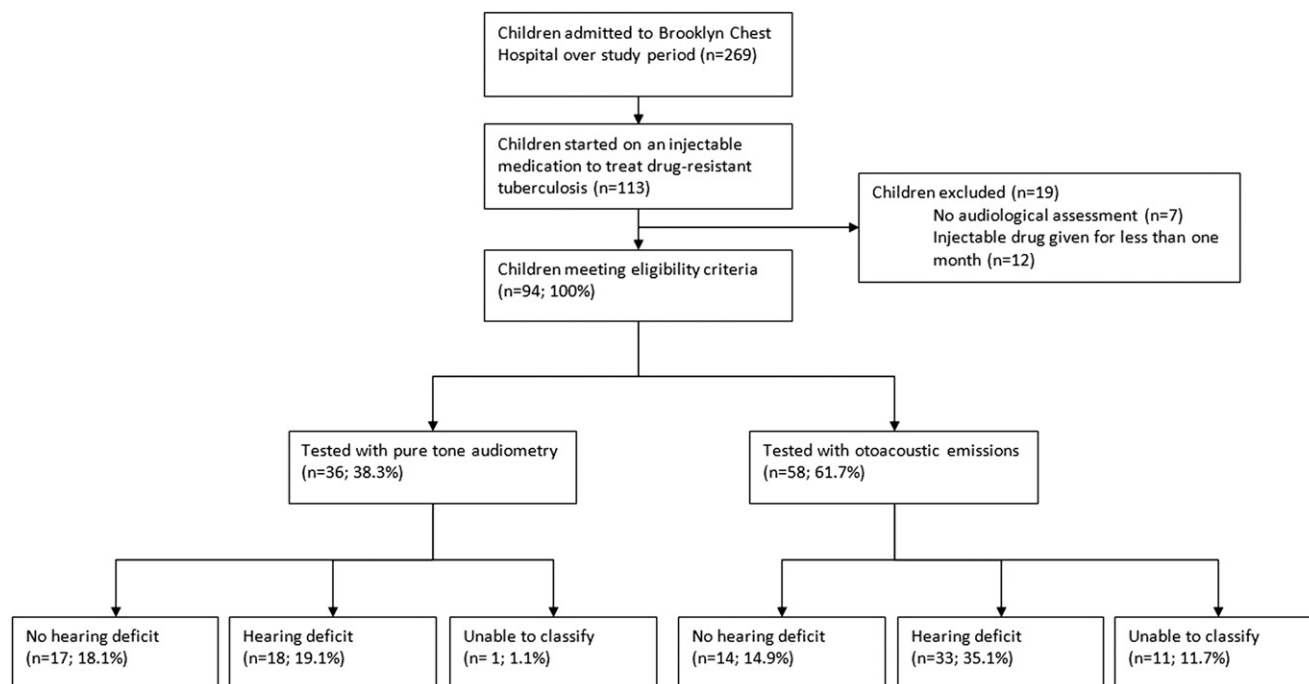 Children admitted to Brooklyn Chest
Hospital over study period (n=269)
Children started on an injectable
medication to treat drug-resistant
tuberculosis (n=113)
Children excluded (n=19)
No audiological assessment (n=7)
Injectable drug given for less than one
month (n=12)
Children meeting eligibility criteria
(n=94; 100%)
Tested with pure tone audiometry
(n=36; 38.3%)
Tested with otoacoustic emissions
(n=58; 61.7%)
No hearing deficit
(n=17; 18.1%)
Hearing deficit
(n=18; 19.1%)
Unable to classify
(n= 1; 1.1%)
No hearing deficit
(n=14; 14.9%)
Hearing deficit
(n=33; 35.1%)
Unable to classify
(n=11; 11.7%)